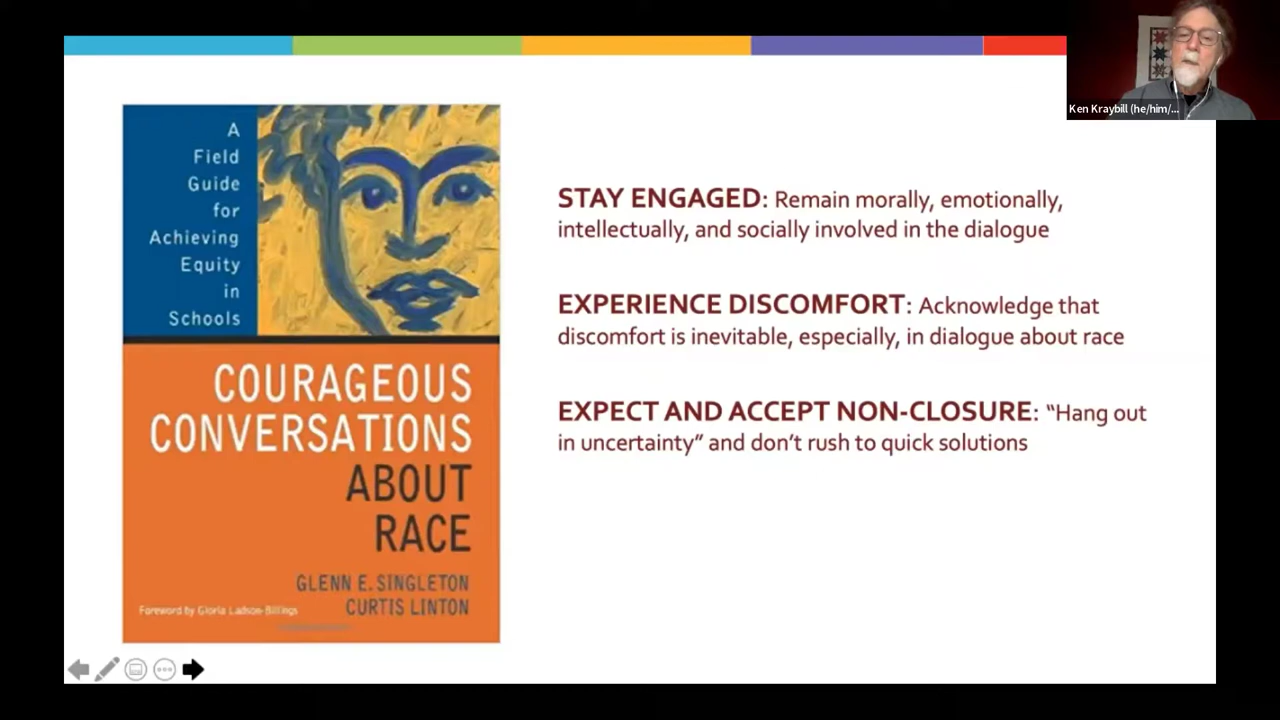 A
Field
Guide
for
Achieving
Equity
in
Schools
COURAGEOUS
CONVERSATIONS
ABOUT
RACE
GLENN E. SINGLETON
CURTIS LINTON
Foreword by Gloria Ladson-Billings
STAY ENGAGED: Remain morally, emotionally,
intellectually, and socially involved in the dialogue
EXPERIENCE DISCOMFORT: Acknowledge that
discomfort is inevitable, especially, in dialogue about race
EXPECT AND ACCEPT NON-CLOSURE: “Hang out
in uncertainty” and don’t rush to quick solutions
Ken Kraybill (he/him/...